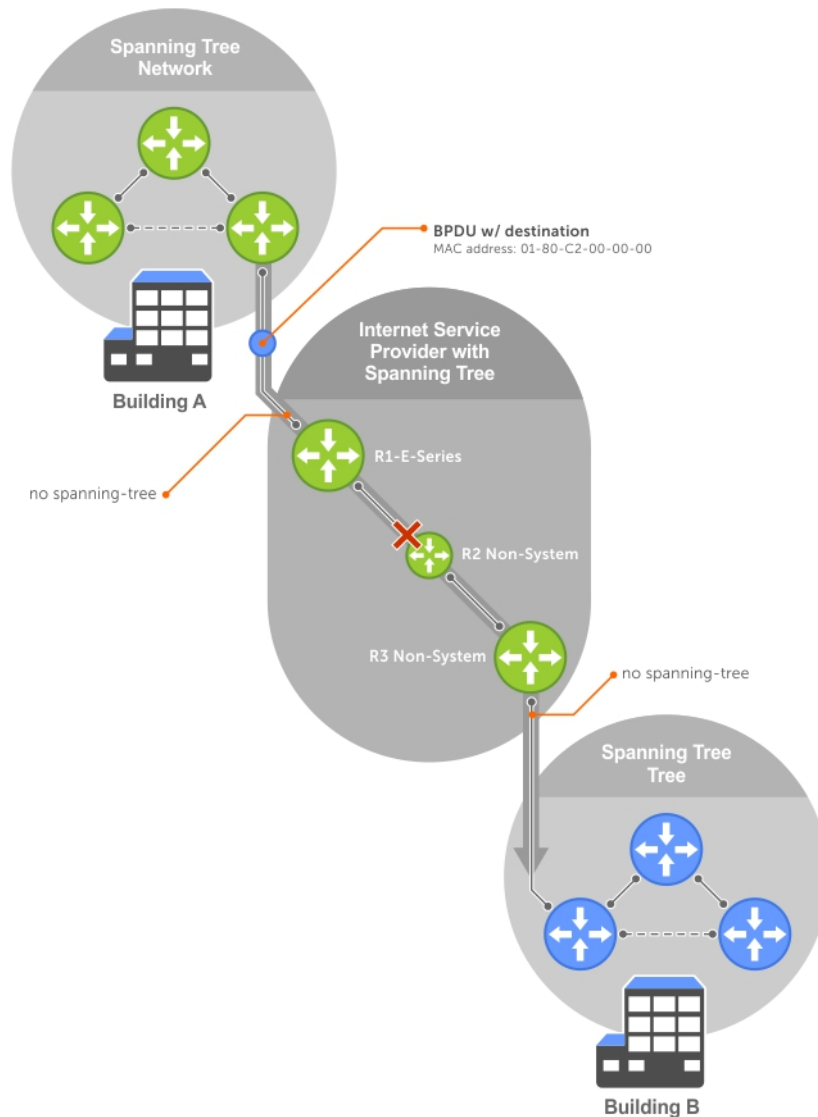 Spanning Tree
Network
BPDU w/ destination
MAC address: 01-80-C2-00-00-00
Internet Service
Provider with
Spanning Tree
Building A
R1-E-Series
no spanning-tree
R2 Non-System
R3 Non-System
no spanning-tree
Spanning Tree
Tree
Building B